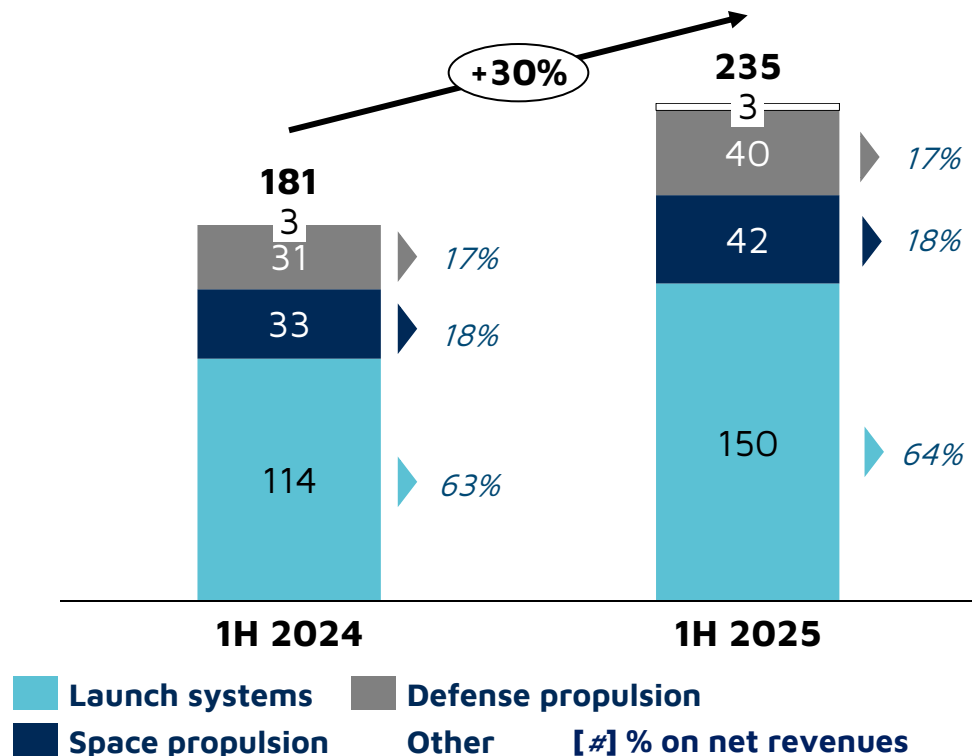 +30%
181
235
3
31
17%
33
18%
114
63%
3
40
17%
42
18%
150
64%
1H 2024
1H 2025
Launch systems
Defense propulsion
Space propulsion
Other
[#] % on net revenues